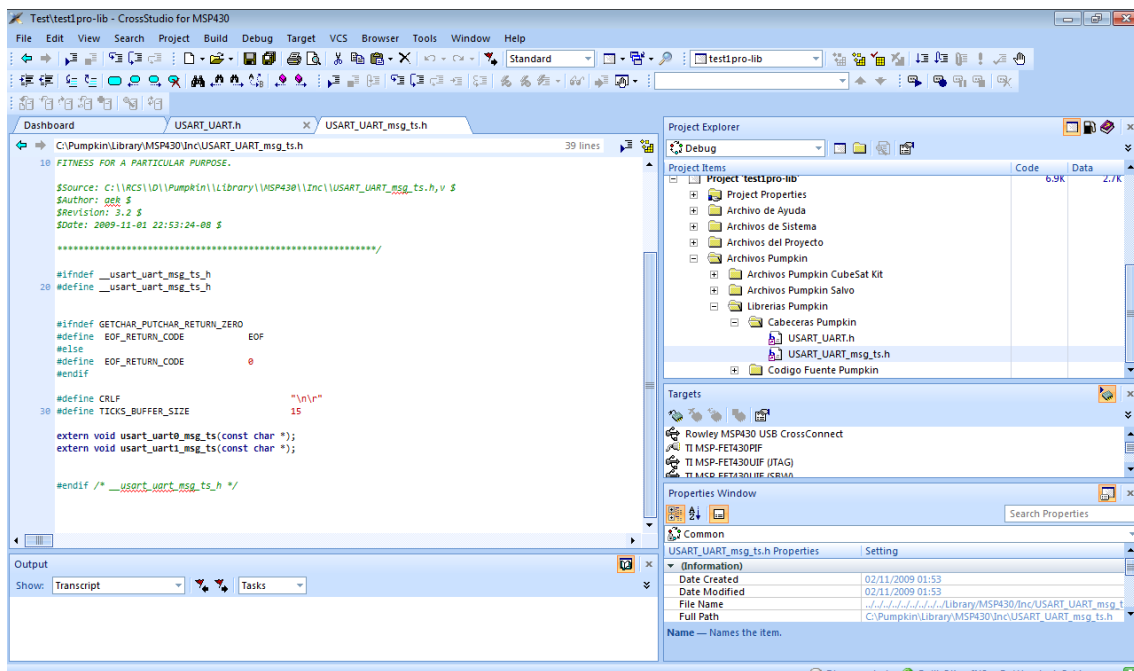 Test\test1pro-lib - CrossStudio for MSP430
File Edit View Search Project Build Debug Target VCS Browser Tools Window Help
Standard test1pro-lib
Dashboard USART_UART.h USART_UART_msg_ts.h
C:\Pumpkin\Library\MSP430\Inc\USART_UART_msg_ts.h 39 lines
10 FITNESS FOR A PARTICULAR PURPOSE.
$Source: C:\\RCS\\D\\Pumpkin\\Library\\MSP430\\Inc\\USART_UART_msg_ts.h,v $
$Author: aek $
$Revision: 3.2 $
$Date: 2009-11-01 22:53:24-08 $
************************************************************/
#ifndef __usart_uart_msg_ts_h
20 #define __usart_uart_msg_ts_h
#ifndef GETCHAR_PUTCHAR_RETURN_ZERO
#define EOF_RETURN_CODE EOF
#else
#define EOF_RETURN_CODE 0
#endif
#define CRLF "\n\r"
30 #define TICKS_BUFFER_SIZE 15
extern void usart_uart0_msg_ts(const char *);
extern void usart_uart1_msg_ts(const char *);
#endif /* __usart_uart_msg_ts_h */
Output
Show: Transcript Tasks
Project Explorer
Debug
Project Items Code Data
Project 'test1pro-lib' 6.9K 2.7K
Project Properties
Archivo de Ayuda
Archivos de Sistema
Archivos del Proyecto
Archivos Pumpkin
Archivos Pumpkin CubeSat Kit
Archivos Pumpkin Salvo
Librerias Pumpkin
Cabeceras Pumpkin
USART_UART.h
USART_UART_msg_ts.h
Codigo Fuente Pumpkin
Targets
Rowley MSP430 USB CrossConnect
TI MSP-FET430PIF
TI MSP-FET430UIF (JTAG)
TI MSP-FET430UIF (SBW)
Properties Window
Search Properties
Common
USART_UART_msg_ts.h Properties Setting
(Information)
Date Created 02/11/2009 01:53
Date Modified 02/11/2009 01:53
File Name ../../../../../../../../Library/MSP430/Inc/USART_UART_msg_t
Full Path C:\Pumpkin\Library\MSP430\Inc\USART_UART_msg_ts.h
Name — Names the item.